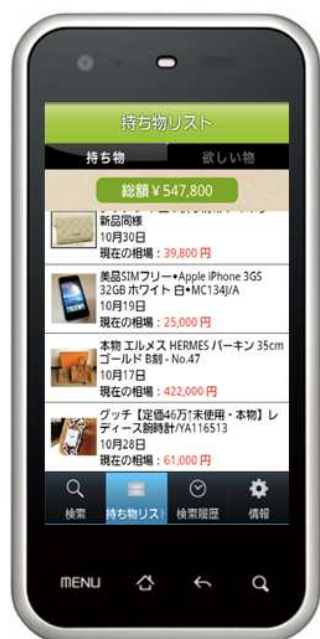 持ち物リスト
持ち物
欲しい物
総額¥547,800
新品同様
10月30日
現在の相場：39,800 円
美品SIMフリー•Apple iPhone 3GS
32GB ホワイト 白•MC134J/A
10月19日
現在の相場：25,000 円
本物 エルメス HERMES バーキン 35cm
ゴールド B刻 - No.47
10月17日
現在の相場：422,000 円
グッチ【定価46万↑未使用・本物】レ
ディース腕時計/YA116513
10月28日
現在の相場：61,000 円
検索
持ち物リスト
検索履歴
情報
MENU